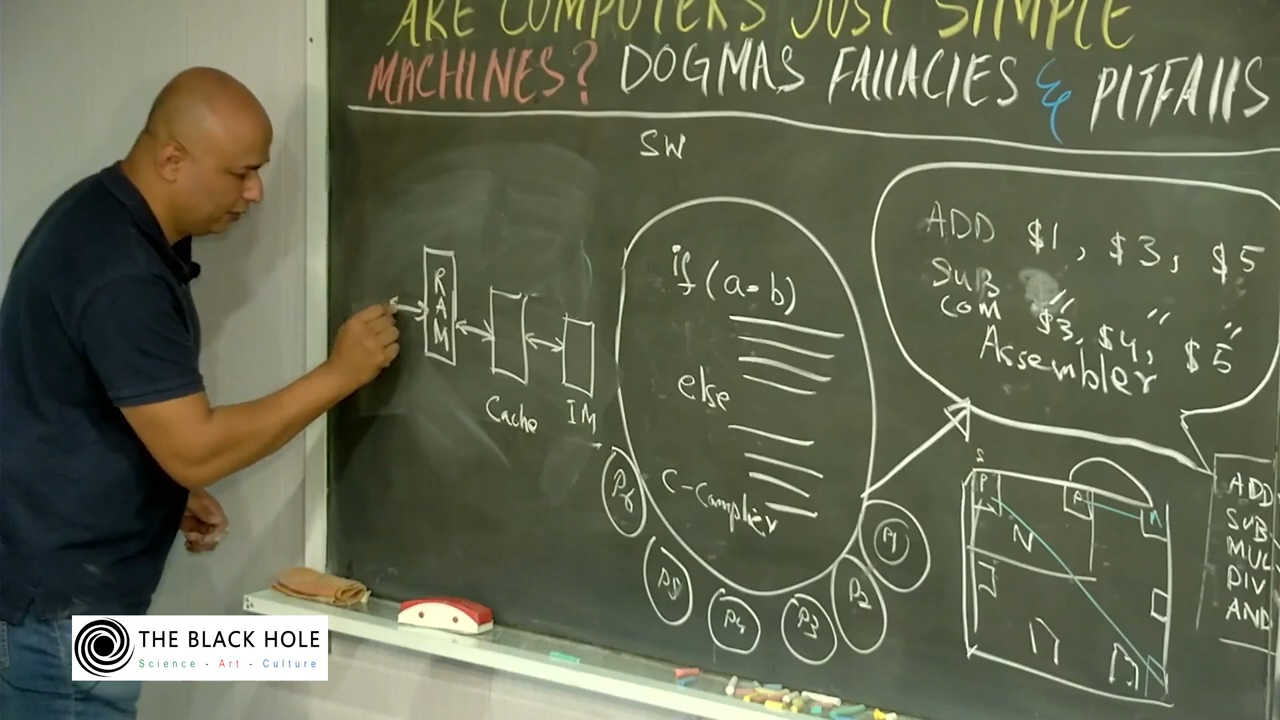 ARE COMPUTERS JUST SIMPLE
MACHINES? DOGMAS FALLACIES & PITFALLS
SW
RAM
Cache
IM
if (a=b)
else
C-Complier
P6
P5
P4
P3
P2
P1
ADD $1, $3, $5
SUB " " "
COM $3, $4, $5
Assembler
S
P
P
N
ADD
SUB
MUL
DIV
AND
THE BLACK HOLE
Science - Art - Culture